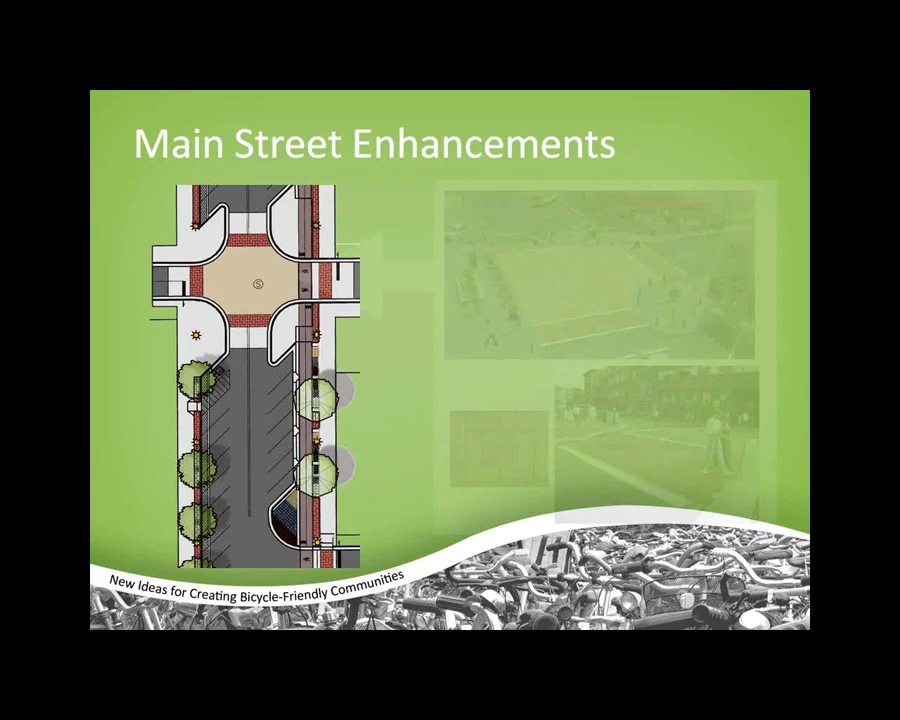 Main Street Enhancements
S
New Ideas for Creating Bicycle-Friendly Communities